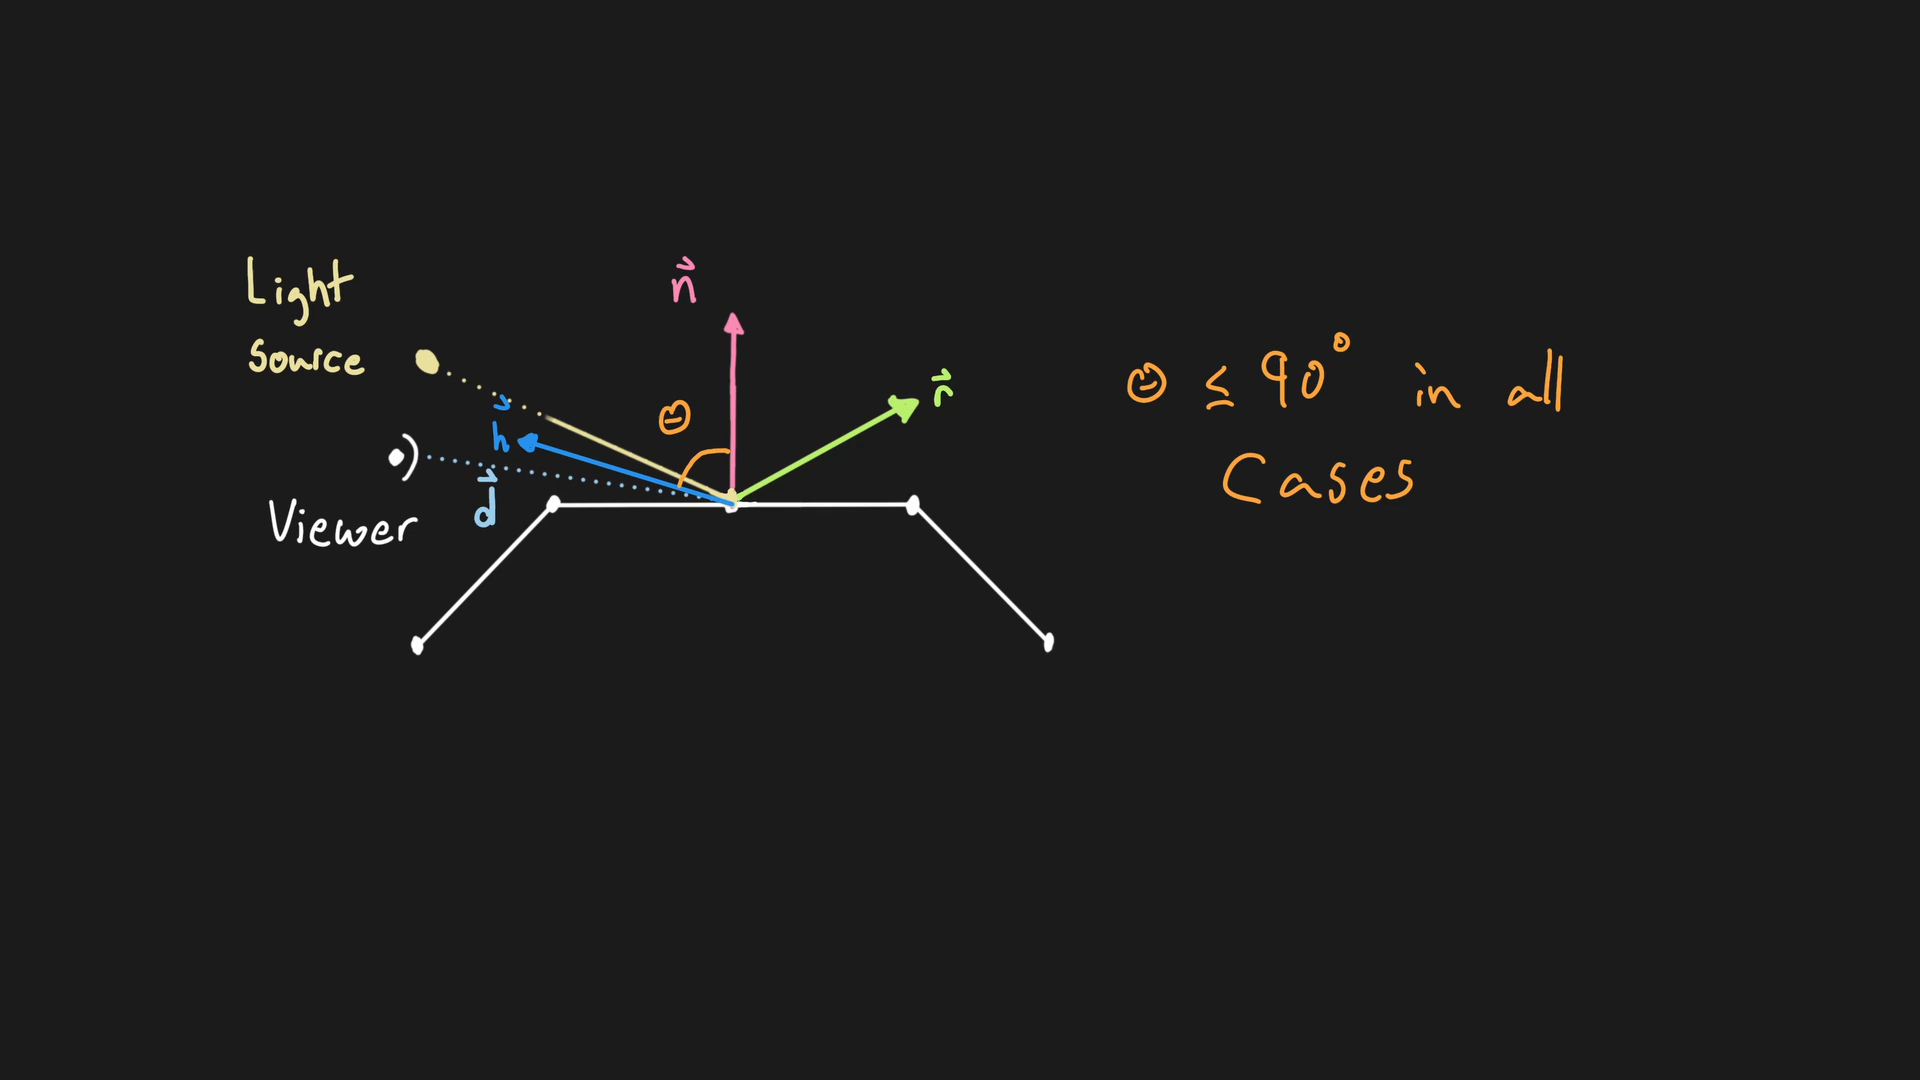 Light
source
n⃗
r⃗
h⃗
θ
d⃗
Viewer
θ ≤ 90° in all
Cases